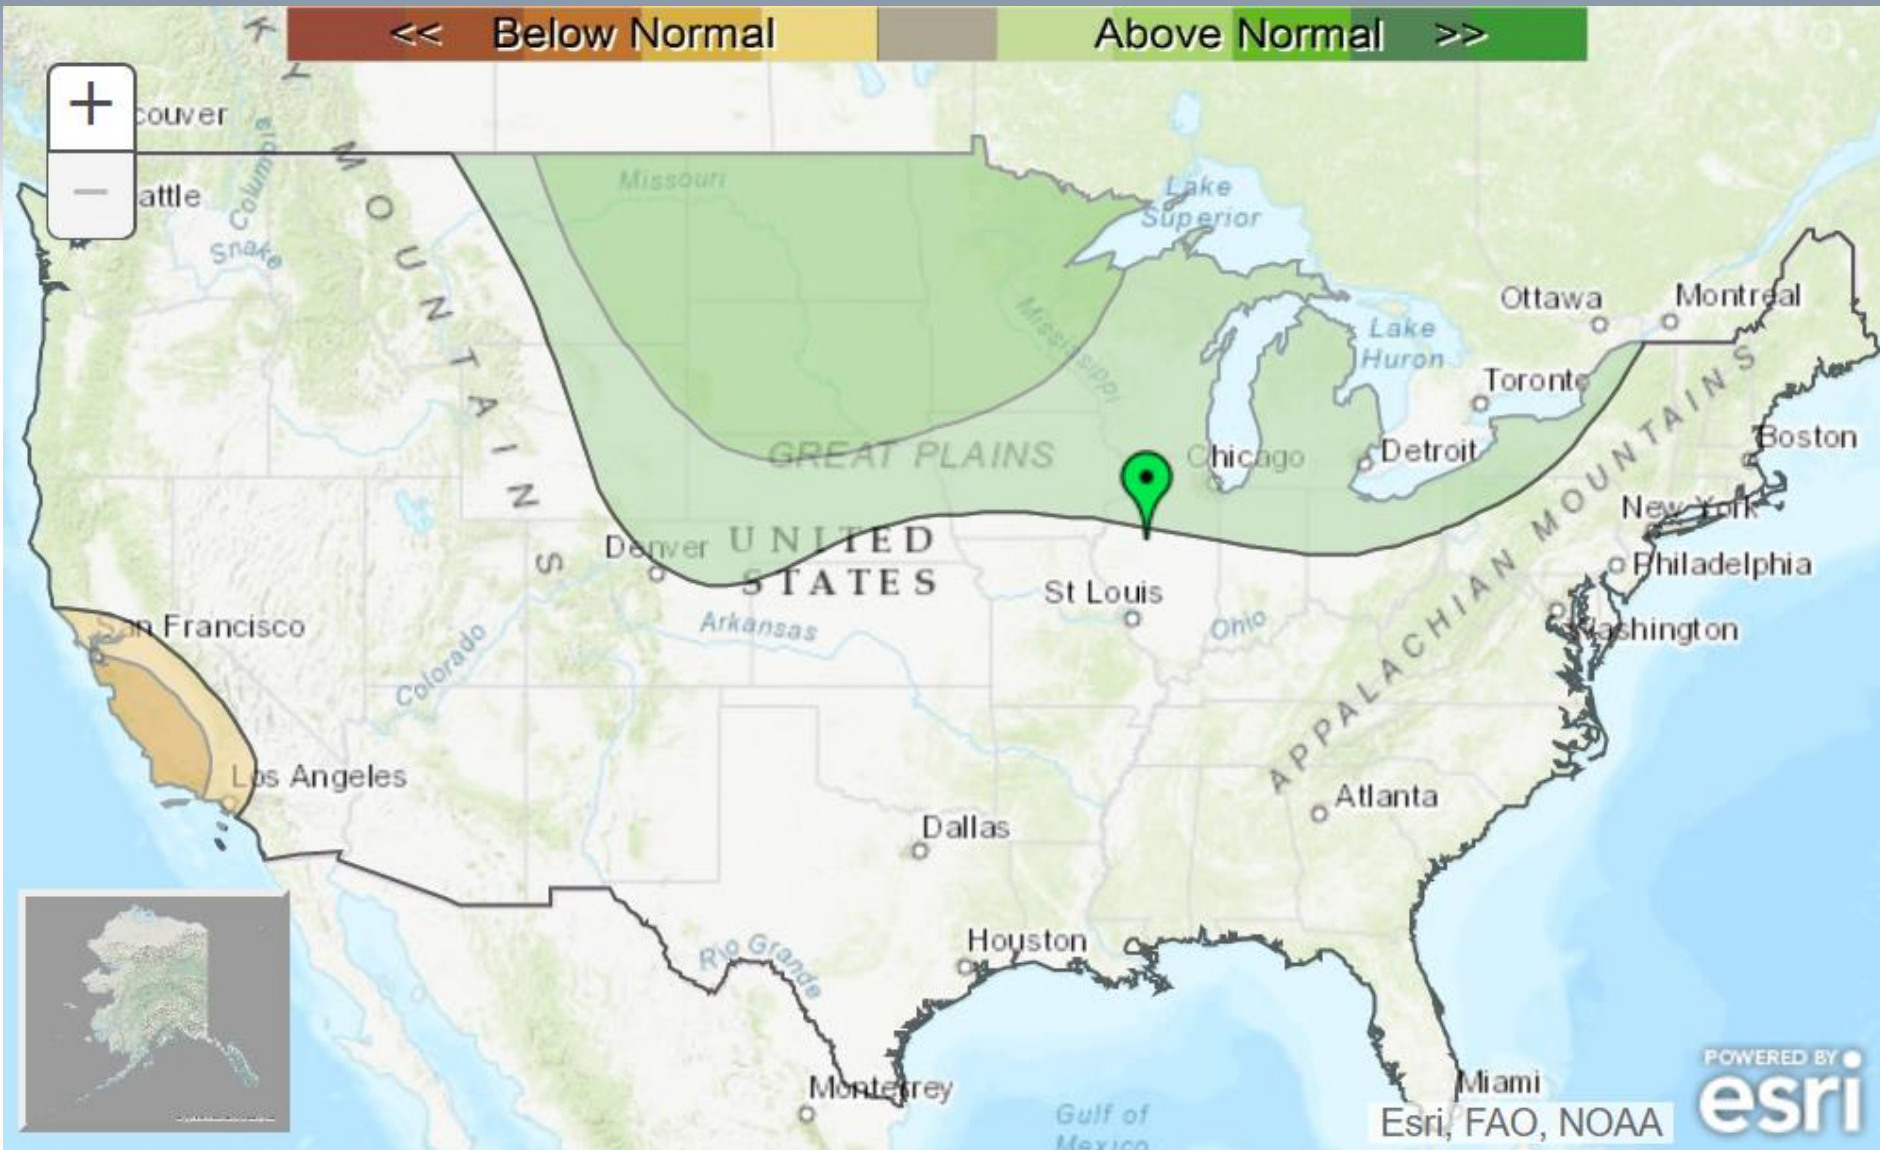 << Below Normal Above Normal >>
KY
+
couver
−
attle
Columbia
Snake
MOUNTAINS
Missouri
Lake
Superior
Mississippi
Ottawa
Montreal
Lake
Huron
Toronto
GREAT PLAINS
Chicago
Detroit
Boston
New York
Denver
UNITED
STATES
St Louis
Philadelphia
Washington
APPALACHIAN MOUNTAINS
San Francisco
Colorado
Arkansas
Ohio
Los Angeles
Atlanta
Dallas
Houston
Rio Grande
Monterrey
Miami
Gulf of
Mexico
POWERED BY
esri
Esri, FAO, NOAA